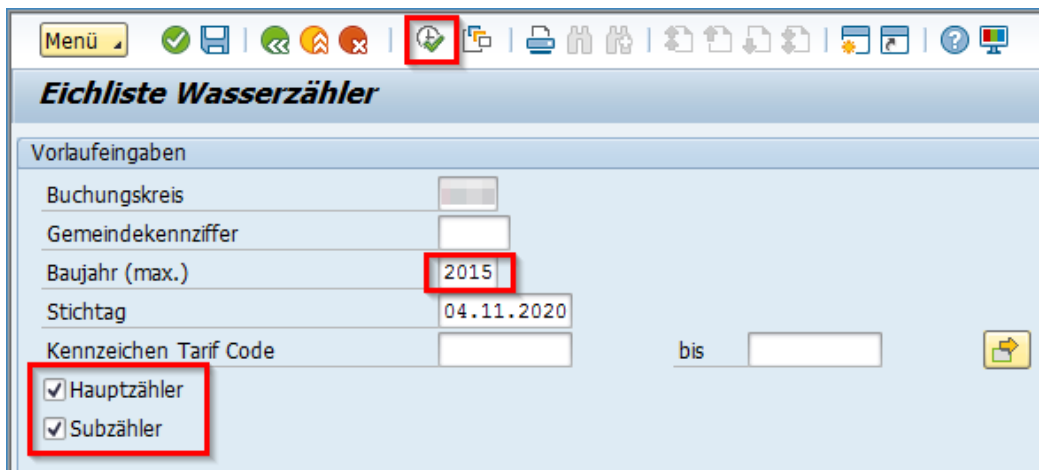 Menü
Eichliste Wasserzähler
Vorlaufeingaben
Buchungskreis
Gemeindekennziffer
Baujahr (max.) 2015
Stichtag 04.11.2020
Kennzeichen Tarif Code bis
Hauptzähler
Subzähler